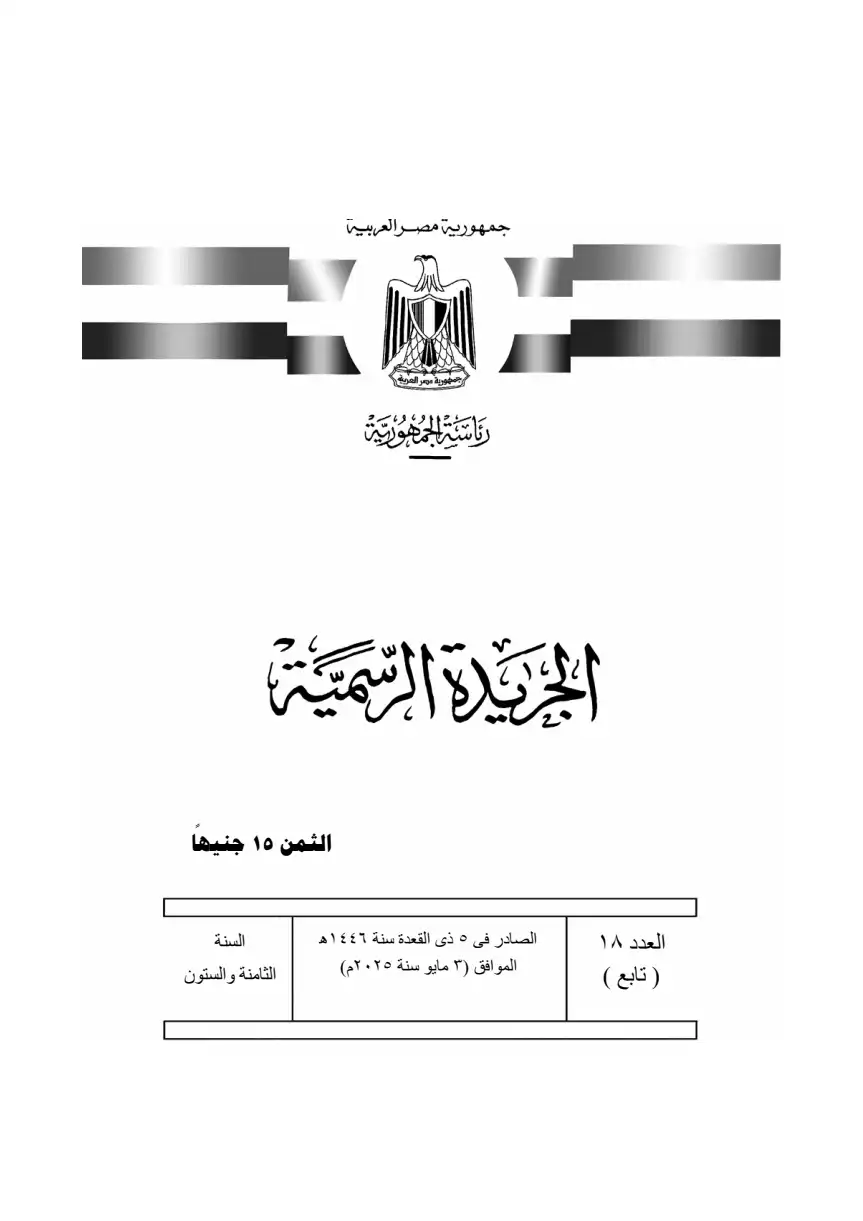 جمهورية مصر العربية
جمهورية مصر العربية
رئاسة الجمهورية
الجريدة الرسمية
الثمن ١٥ جنيهاً
العدد ١٨
( تابع )
الصادر فى ٥ ذى القعدة سنة ١٤٤٦هـ
الموافق (٣ مايو سنة ٢٠٢٥م)
السنة
الثامنة والستون